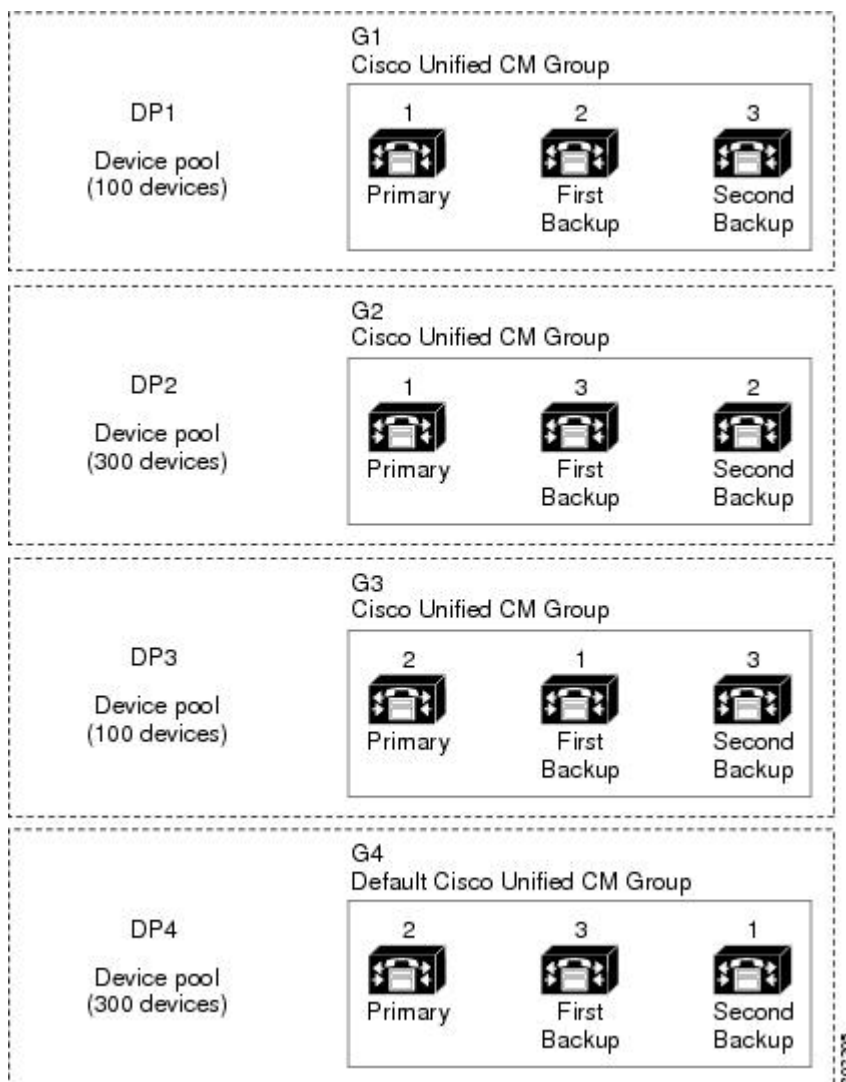 G1
Cisco Unified CM Group
DP1
Device pool
(100 devices)
1
2
3
Primary
First
Backup
Second
Backup
G2
Cisco Unified CM Group
DP2
Device pool
(300 devices)
1
3
2
Primary
First
Backup
Second
Backup
G3
Cisco Unified CM Group
DP3
Device pool
(100 devices)
2
1
3
Primary
First
Backup
Second
Backup
G4
Default Cisco Unified CM Group
DP4
Device pool
(300 devices)
2
3
1
Primary
First
Backup
Second
Backup